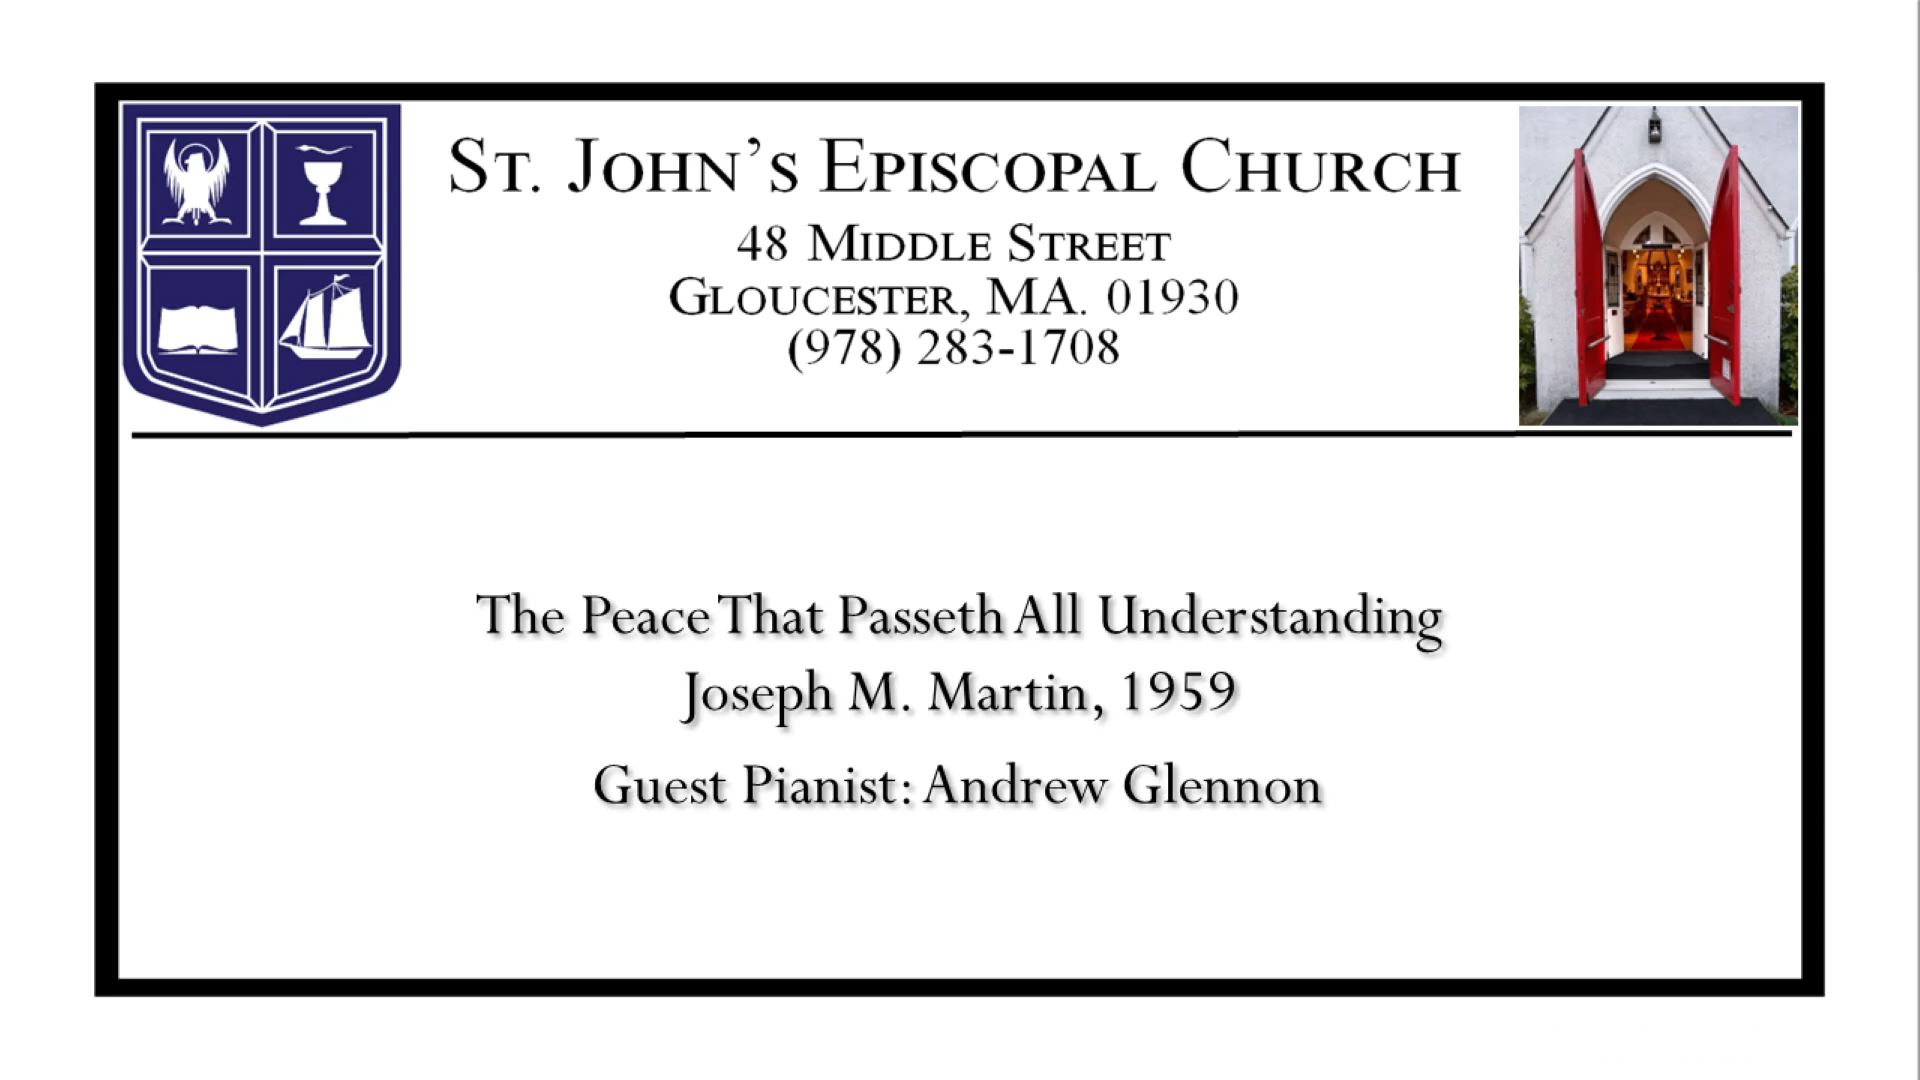 St. John’s Episcopal Church
48 Middle Street
Gloucester, MA. 01930
(978) 283-1708
The Peace That Passeth All Understanding
Joseph M. Martin, 1959
Guest Pianist: Andrew Glennon